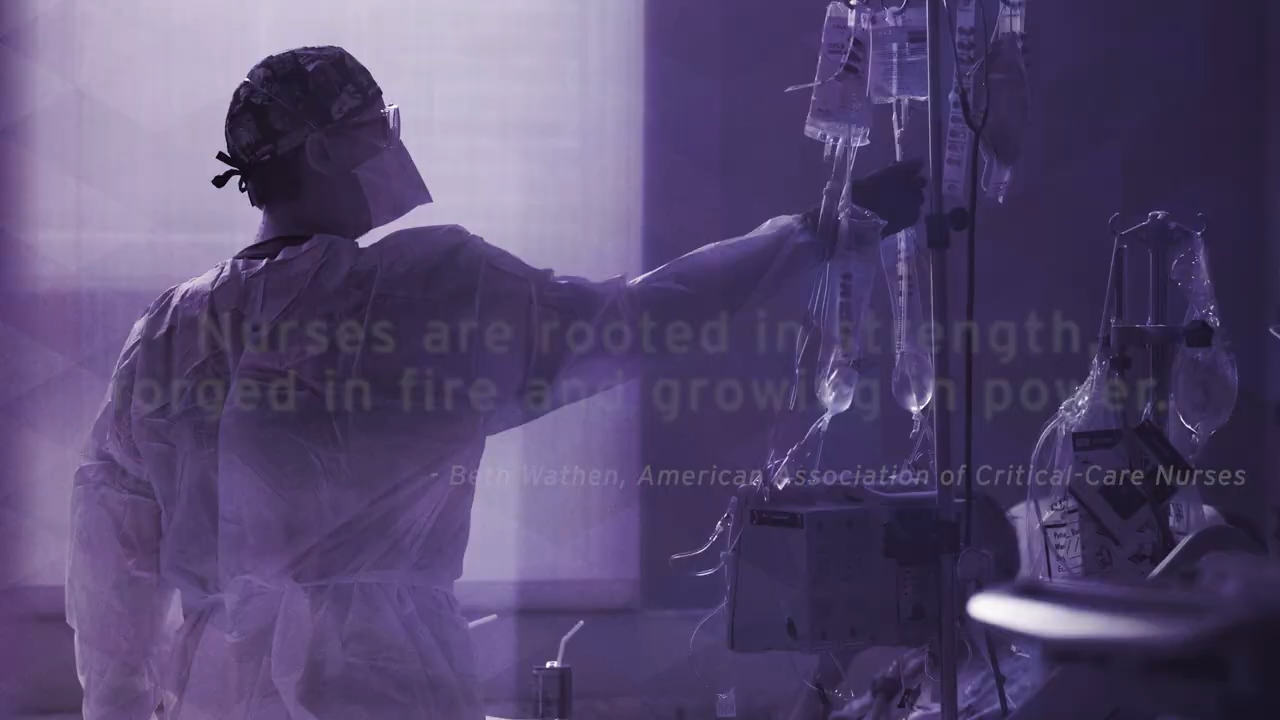 Nurses are rooted in strength,
forged in fire and growing in power.
- Beth Wathen, American Association of Critical-Care Nurses